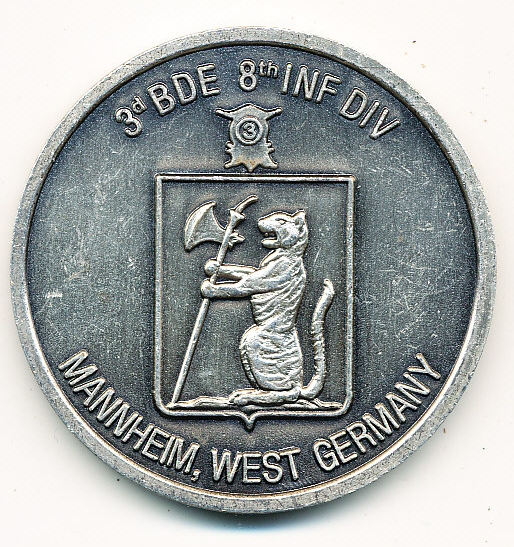 3d BDE 8th INF DIV
3
MANNHEIM, WEST GERMANY